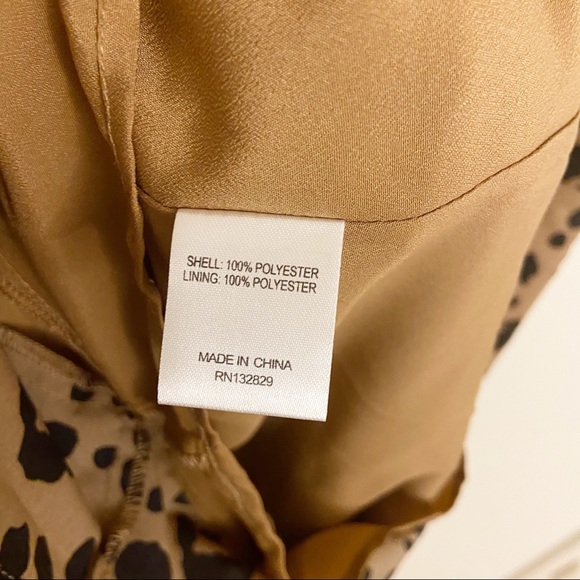 SHELL: 100% POLYESTER
LINING: 100% POLYESTER
MADE IN CHINA
RN132829